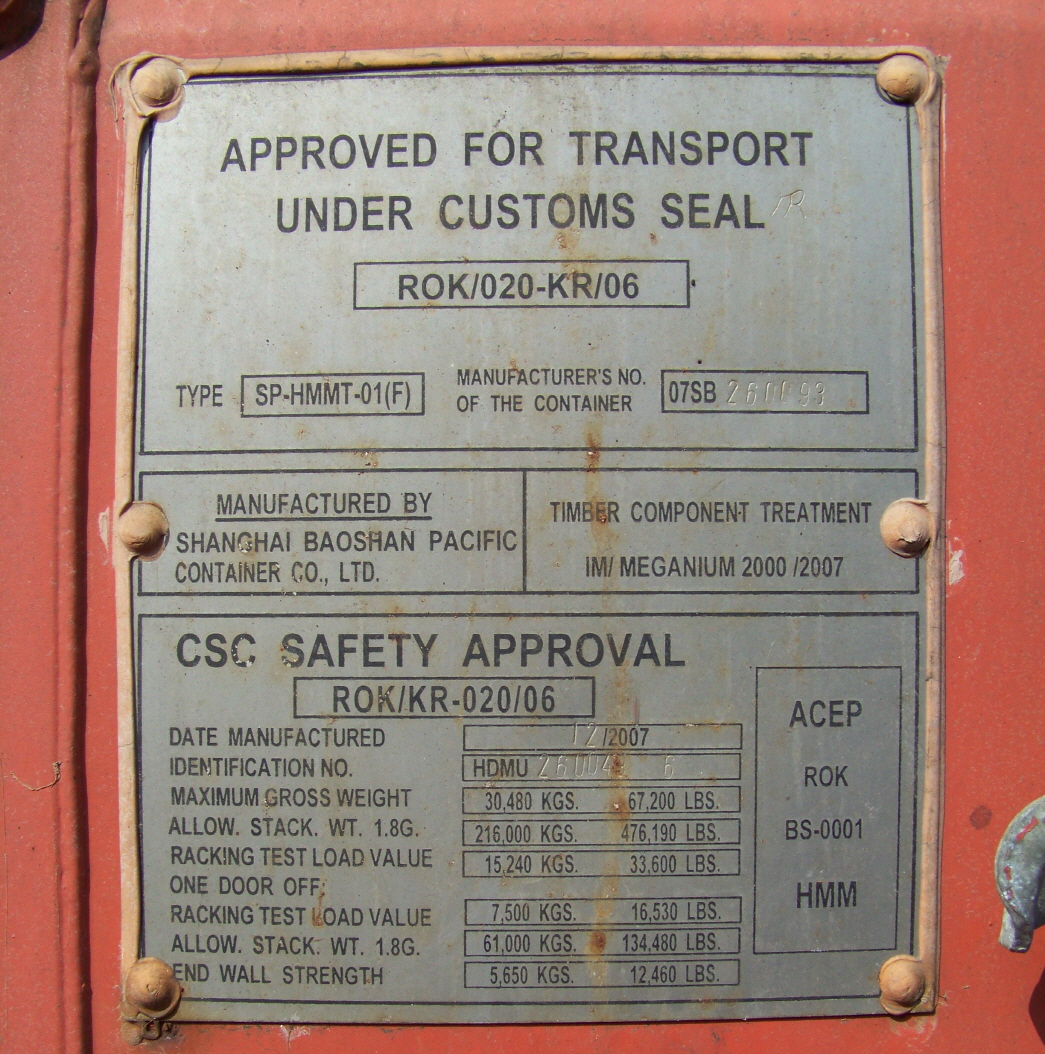 APPROVED FOR TRANSPORT
UNDER CUSTOMS SEAL
ROK/020-KR/06
TYPE SP-HMMT-01(F)
MANUFACTURER'S NO.
OF THE CONTAINER
07SB
MANUFACTURED BY
SHANGHAI BAOSHAN PACIFIC
CONTAINER CO., LTD.
TIMBER COMPONENT TREATMENT
IM/ MEGANIUM 2000 /2007
CSC SAFETY APPROVAL
ROK/KR-020/06
DATE MANUFACTURED 12/2007
IDENTIFICATION NO. HDMU
MAXIMUM GROSS WEIGHT 30,480 KGS. 67,200 LBS.
ALLOW. STACK. WT. 1.8G. 216,000 KGS. 476,190 LBS.
RACKING TEST LOAD VALUE 15,240 KGS. 33,600 LBS.
ONE DOOR OFF:
RACKING TEST LOAD VALUE 7,500 KGS. 16,530 LBS.
ALLOW. STACK. WT. 1.8G. 61,000 KGS. 134,480 LBS.
END WALL STRENGTH 5,650 KGS. 12,460 LBS.
ACEP
ROK
BS-0001
HMM